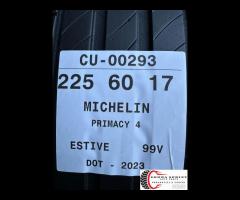 CU-00293
225 60 17
MICHELIN
PRIMACY 4
ESTIVE 99V
DOT - 2023